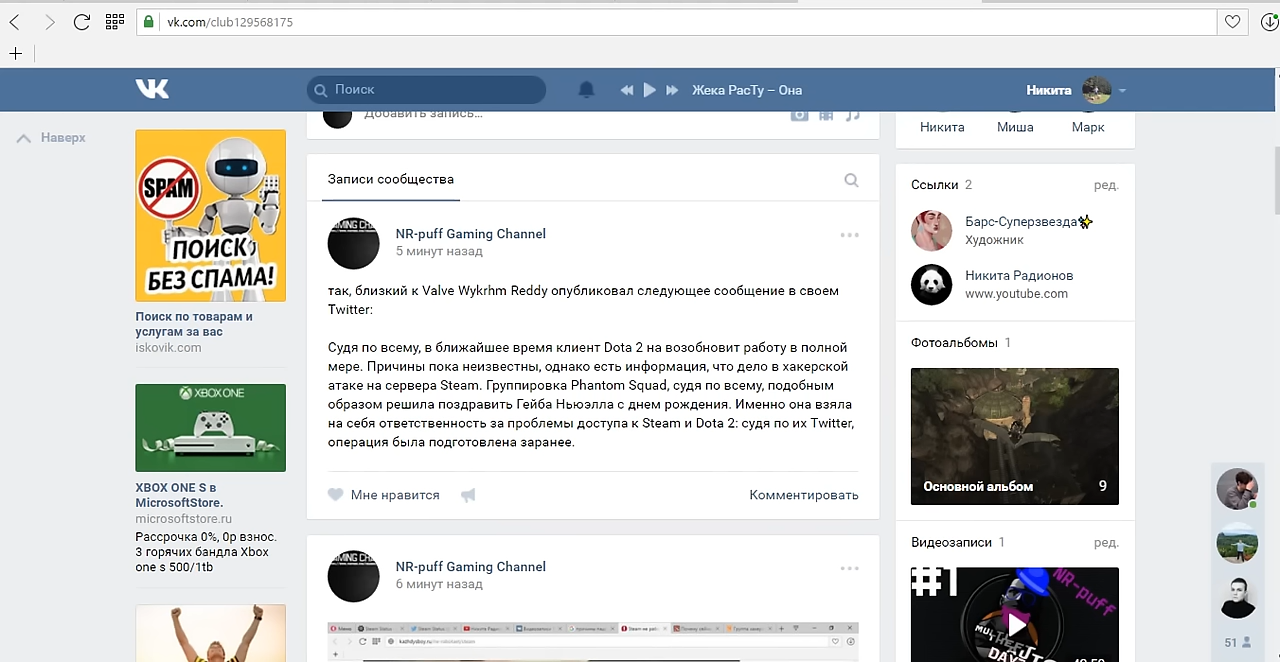 vk.com/club129568175
Поиск
Жека РасТу – Она
Никита
Наверх
Добавить запись...
Никита
Миша
Марк
SPAM
ПОИСК
БЕЗ СПАМА!
Поиск по товарам и
услугам за вас
iskovik.com
XBOX ONE
XBOX ONE S в
MicrosoftStore.
microsoftstore.ru
Рассрочка 0%, 0р взнос.
3 горячих бандла Xbox
one s 500/1tb
Записи сообщества
NR-puff Gaming Channel
5 минут назад
так, близкий к Valve Wykrhm Reddy опубликовал следующее сообщение в своем
Twitter:
Судя по всему, в ближайшее время клиент Dota 2 на возобновит работу в полной
мере. Причины пока неизвестны, однако есть информация, что дело в хакерской
атаке на сервера Steam. Группировка Phantom Squad, судя по всему, подобным
образом решила поздравить Гейба Ньюэлла с днем рождения. Именно она взяла
на себя ответственность за проблемы доступа к Steam и Dota 2: судя по их Twitter,
операция была подготовлена заранее.
Мне нравится
Комментировать
NR-puff Gaming Channel
6 минут назад
Ссылки 2
ред.
Барс-Суперзвезда
Художник
Никита Радионов
www.youtube.com
Фотоальбомы 1
Основной альбом
9
Видеозаписи 1
ред.
#1
NR-puff
51